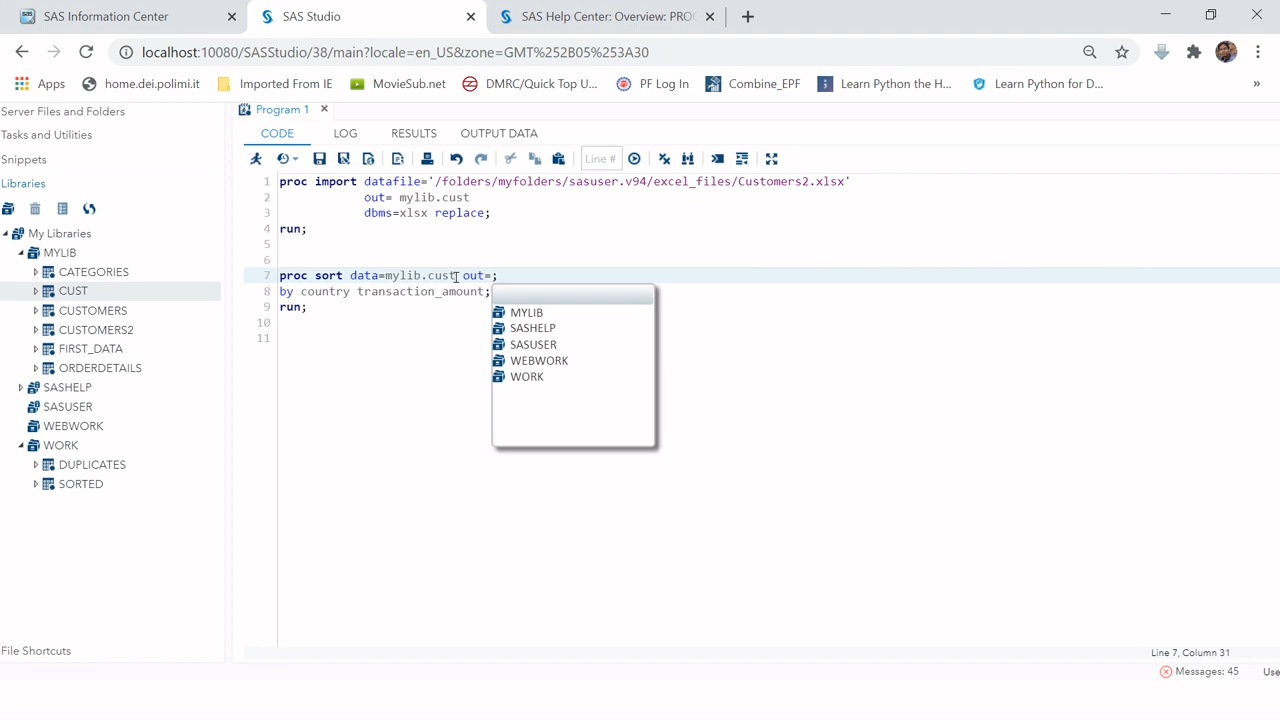 SAS Information Center
SAS Studio
SAS Help Center: Overview: PROC
localhost:10080/SASStudio/38/main?locale=en_US&zone=GMT%252B05%253A30
Apps
home.dei.polimi.it
Imported From IE
MovieSub.net
DMRC/Quick Top U...
PF Log In
Combine_EPF
Learn Python the H...
Learn Python for D...
»
Server Files and Folders
Tasks and Utilities
Snippets
Libraries
My Libraries
MYLIB
CATEGORIES
CUST
CUSTOMERS
CUSTOMERS2
FIRST_DATA
ORDERDETAILS
SASHELP
SASUSER
WEBWORK
WORK
DUPLICATES
SORTED
File Shortcuts
Program 1
CODE LOG RESULTS OUTPUT DATA
Line #
1 proc import datafile='/folders/myfolders/sasuser.v94/excel_files/Customers2.xlsx'
2 out= mylib.cust
3 dbms=xlsx replace;
4 run;
5
6
7 proc sort data=mylib.cust out=;
8 by country transaction_amount;
9 run;
10
11
MYLIB
SASHELP
SASUSER
WEBWORK
WORK
Line 7, Column 31
Messages: 45
Use